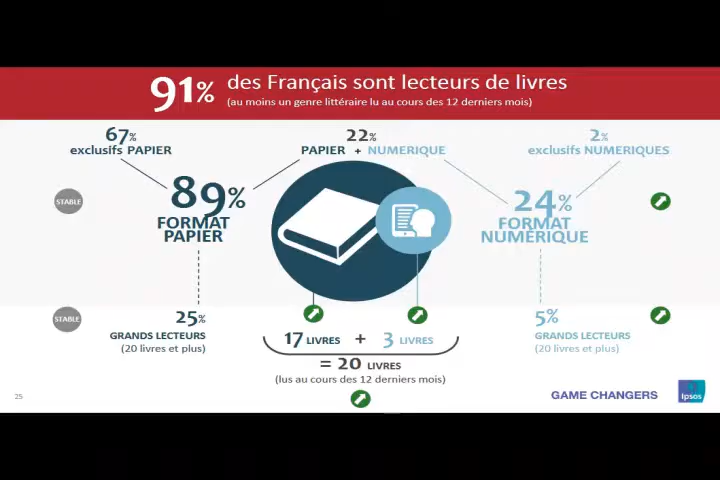 91% des Français sont lecteurs de livres
(au moins un genre littéraire lu au cours des 12 derniers mois)
67%
exclusifs PAPIER
22%
PAPIER + NUMERIQUE
2%
exclusifs NUMERIQUES
STABLE
89%
FORMAT
PAPIER
24%
FORMAT
NUMÉRIQUE
STABLE
25%
GRANDS LECTEURS
(20 livres et plus)
17 LIVRES + 3 LIVRES
= 20 LIVRES
(lus au cours des 12 derniers mois)
5%
GRANDS LECTEURS
(20 livres et plus)
25
GAME CHANGERS
Ipsos